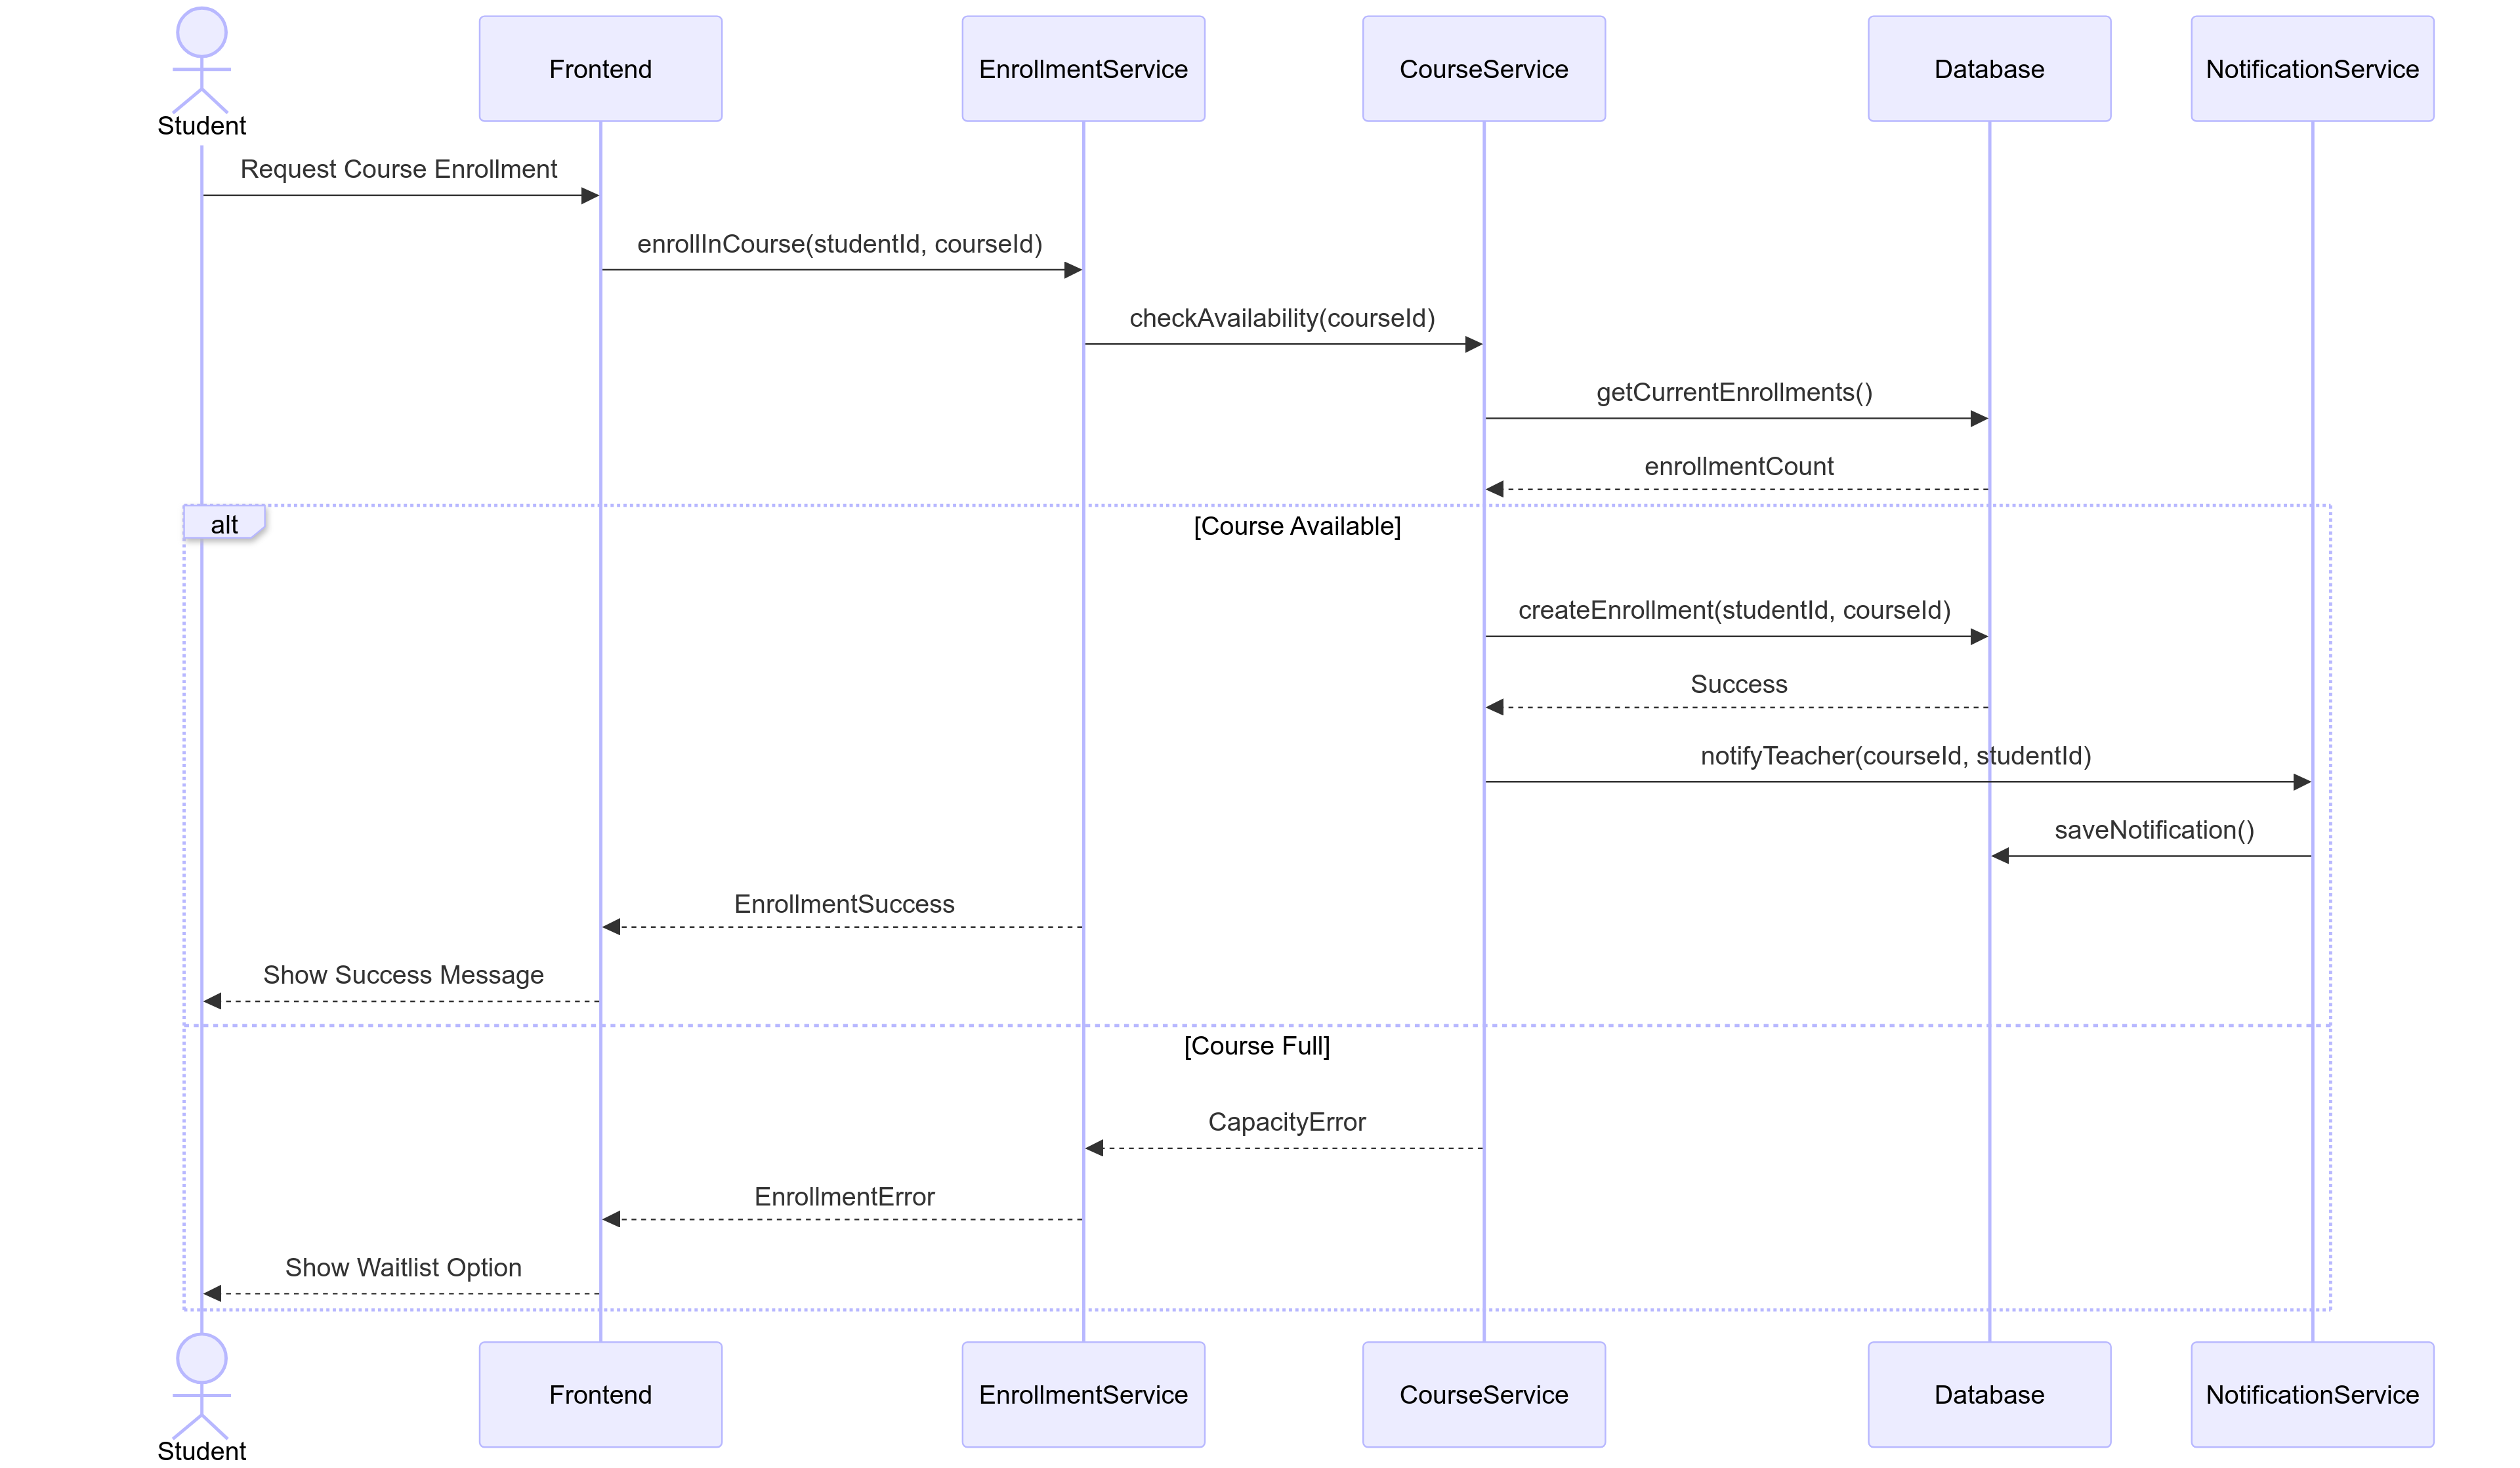 Student
Frontend
EnrollmentService
CourseService
Database
NotificationService
Request Course Enrollment
enrollInCourse(studentId, courseId)
checkAvailability(courseId)
getCurrentEnrollments()
enrollmentCount
alt
[Course Available]
createEnrollment(studentId, courseId)
Success
notifyTeacher(courseId, studentId)
saveNotification()
EnrollmentSuccess
Show Success Message
[Course Full]
CapacityError
EnrollmentError
Show Waitlist Option
Student
Frontend
EnrollmentService
CourseService
Database
NotificationService